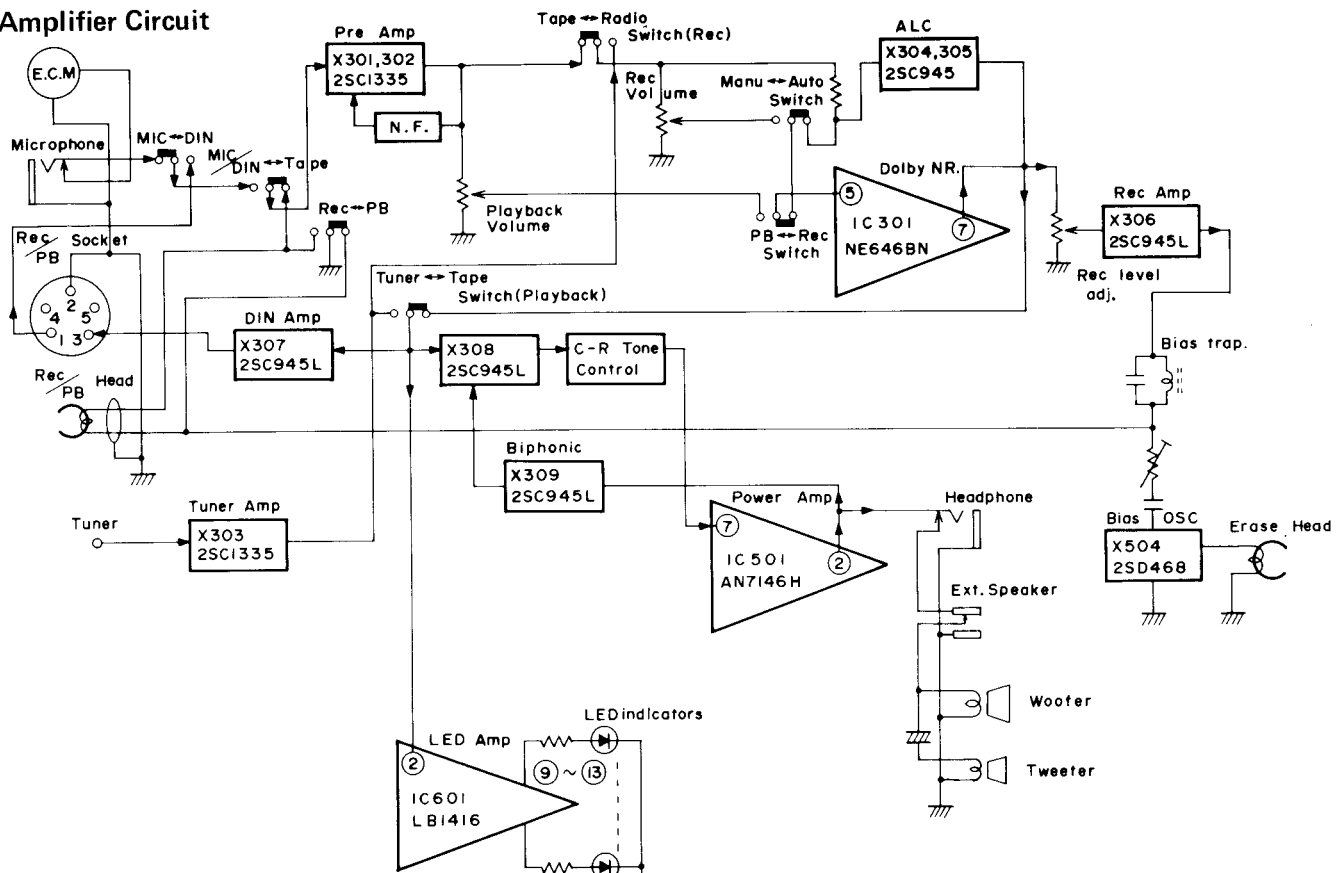 Amplifier Circuit
E.C.M
Microphone
MIC↔DIN
MIC/DIN↔Tape
Pre Amp
X301,302
2SC1335
N.F.
Playback
Volume
Tape↔Radio
Switch(Rec)
Rec
Volume
Manu↔Auto
Switch
ALC
X304,305
2SC945
Dolby NR.
5
IC301
NE646BN
7
PB↔Rec
Switch
Rec Amp
X306
2SC945L
Rec level
adj.
Rec↔PB
Rec/PB Socket
2
4 5
1 3
Tuner↔Tape
Switch(Playback)
DIN Amp
X307
2SC945L
X308
2SC945L
C-R Tone
Control
Bias trap.
Rec/PB Head
Biphonic
X309
2SC945L
Tuner
Tuner Amp
X303
2SC1335
Power Amp
7
IC501
AN7146H
2
Headphone
Ext. Speaker
Woofer
Tweeter
Bias OSC
X504
2SD468
Erase Head
LED Amp
2
IC601
LB1416
LED indicators
9 ~ 13